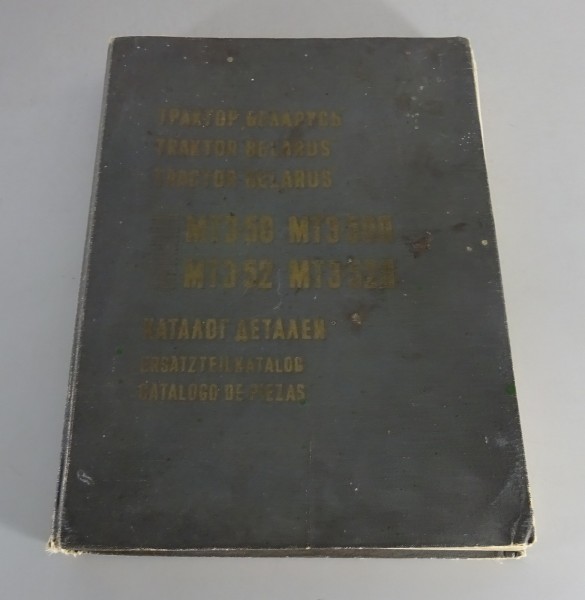 ТРАКТОР БЕЛАРУСЬ
TRAKTOR BELARUS
TRACTOR BELARUS
МТЗ 50 МТЗ 50Л
МТЗ 52 МТЗ 52Л
КАТАЛОГ ДЕТАЛЕЙ
ERSATZTEILKATALOG
CATALOGO DE PIEZAS